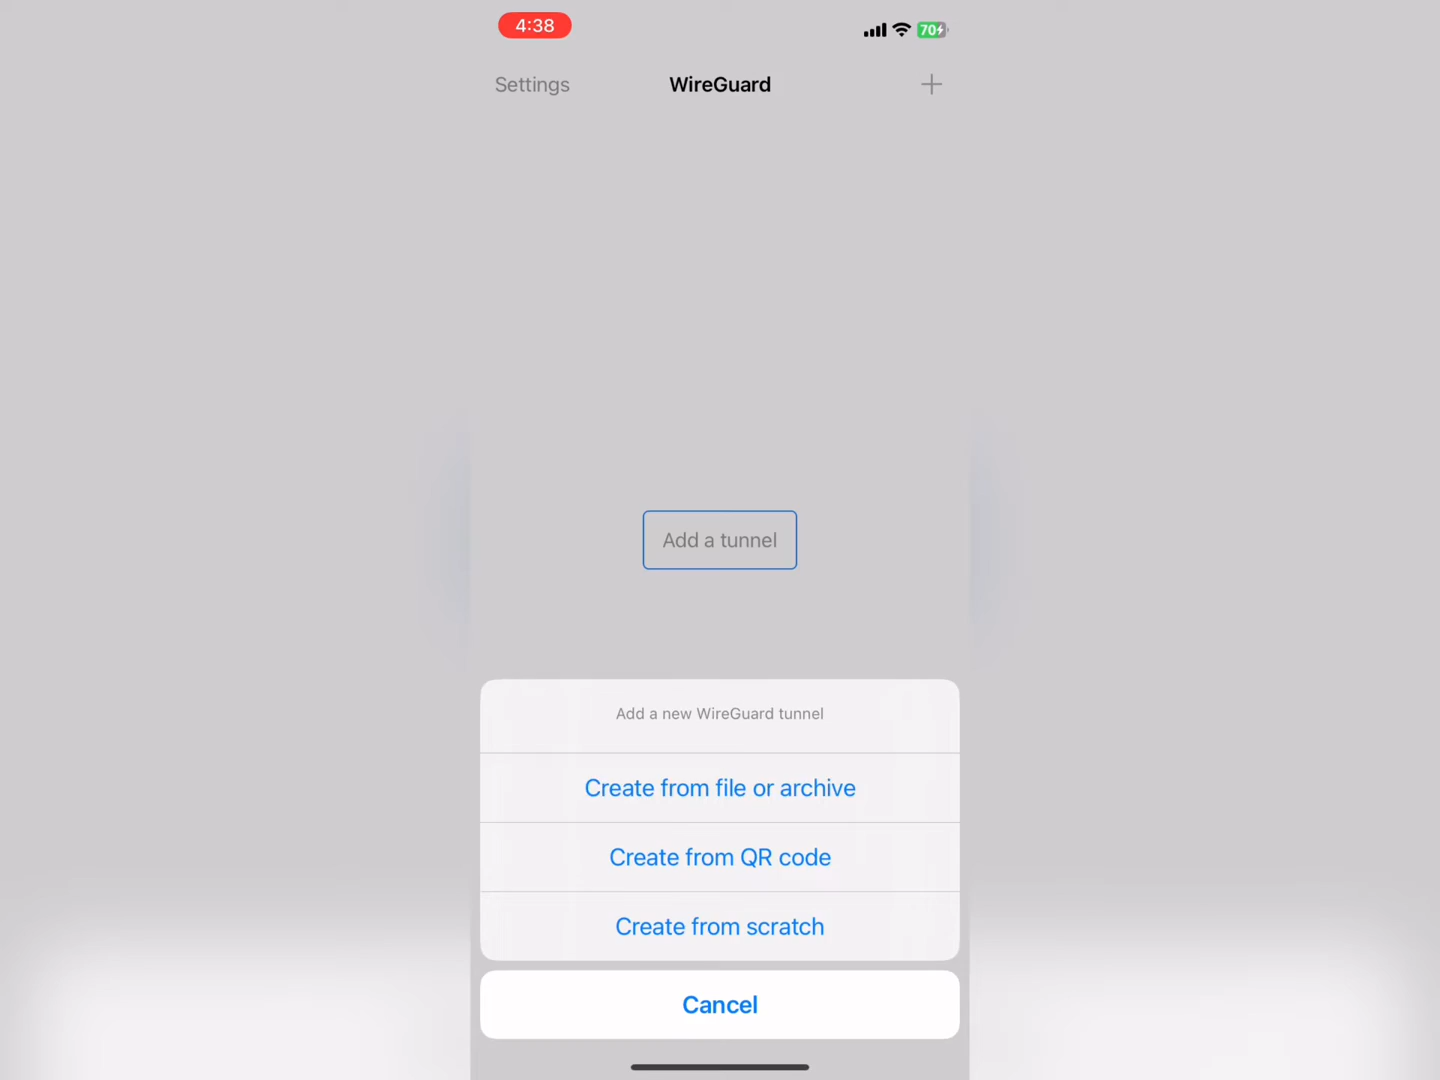 4:38
70
Settings
WireGuard
Add a tunnel
Add a new WireGuard tunnel
Create from file or archive
Create from QR code
Create from scratch
Cancel